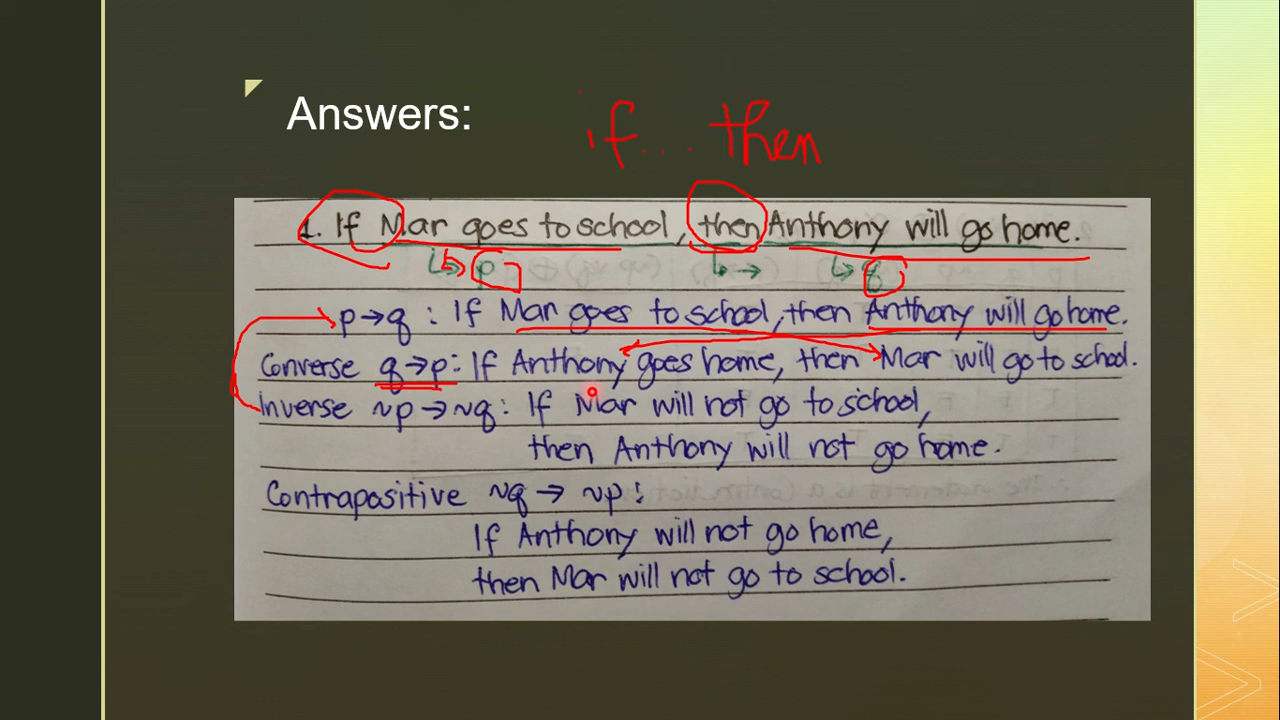 Answers:
if... then
1. If Mar goes to school, then Anthony will go home.
↳ p ↳ → ↳ q
p→q : If Mar goes to school, then Anthony will go home.
Converse q→p: If Anthony goes home, then Mar will go to school.
Inverse ~p→~q: If Mar will not go to school,
then Anthony will not go home.
Contrapositive ~q → ~p:
If Anthony will not go home,
then Mar will not go to school.